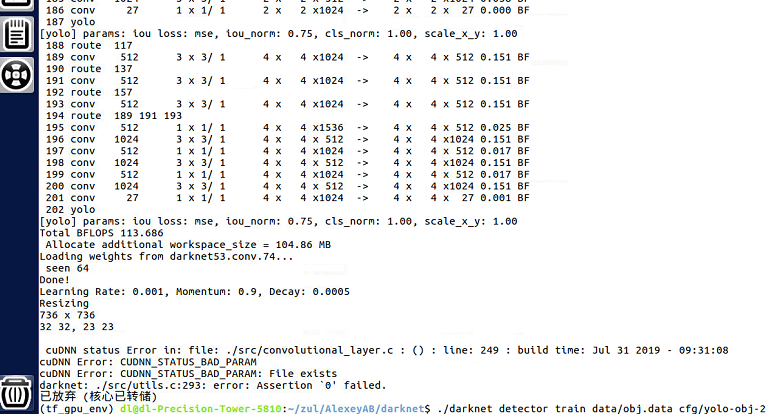 186 conv     27       1 x 1/ 1      2 x   2 x1024  ->    2 x   2 x  27 0.000 BF
187 yolo
[yolo] params: iou loss: mse, iou_norm: 0.75, cls_norm: 1.00, scale_x_y: 1.00
188 route  117
189 conv    512       3 x 3/ 1      4 x   4 x1024  ->    4 x   4 x 512 0.151 BF
190 route  137
191 conv    512       3 x 3/ 1      4 x   4 x1024  ->    4 x   4 x 512 0.151 BF
192 route  157
193 conv    512       3 x 3/ 1      4 x   4 x1024  ->    4 x   4 x 512 0.151 BF
194 route  189 191 193
195 conv    512       1 x 1/ 1      4 x   4 x1536  ->    4 x   4 x 512 0.025 BF
196 conv   1024       3 x 3/ 1      4 x   4 x 512  ->    4 x   4 x1024 0.151 BF
197 conv    512       1 x 1/ 1      4 x   4 x1024  ->    4 x   4 x 512 0.017 BF
198 conv   1024       3 x 3/ 1      4 x   4 x 512  ->    4 x   4 x1024 0.151 BF
199 conv    512       1 x 1/ 1      4 x   4 x1024  ->    4 x   4 x 512 0.017 BF
200 conv   1024       3 x 3/ 1      4 x   4 x 512  ->    4 x   4 x1024 0.151 BF
201 conv     27       1 x 1/ 1      4 x   4 x1024  ->    4 x   4 x  27 0.001 BF
202 yolo
[yolo] params: iou loss: mse, iou_norm: 0.75, cls_norm: 1.00, scale_x_y: 1.00
Total BFLOPS 113.686
Allocate additional workspace_size = 104.86 MB
Loading weights from darknet53.conv.74...
seen 64
Done!
Learning Rate: 0.001, Momentum: 0.9, Decay: 0.0005
Resizing
736 x 736
32 32, 23 23
cuDNN status Error in: file: ./src/convolutional_layer.c : () : line: 249 : build time: Jul 31 2019 - 09:31:08
cuDNN Error: CUDNN_STATUS_BAD_PARAM
cuDNN Error: CUDNN_STATUS_BAD_PARAM: File exists
darknet: ./src/utils.c:293: error: Assertion `0' failed.
已放弃 (核心已转储)
(tf_gpu_env) dl@dl-Precision-Tower-5810:~/zul/AlexeyAB/darknet$ ./darknet detector train data/obj.data cfg/yolo-obj-2